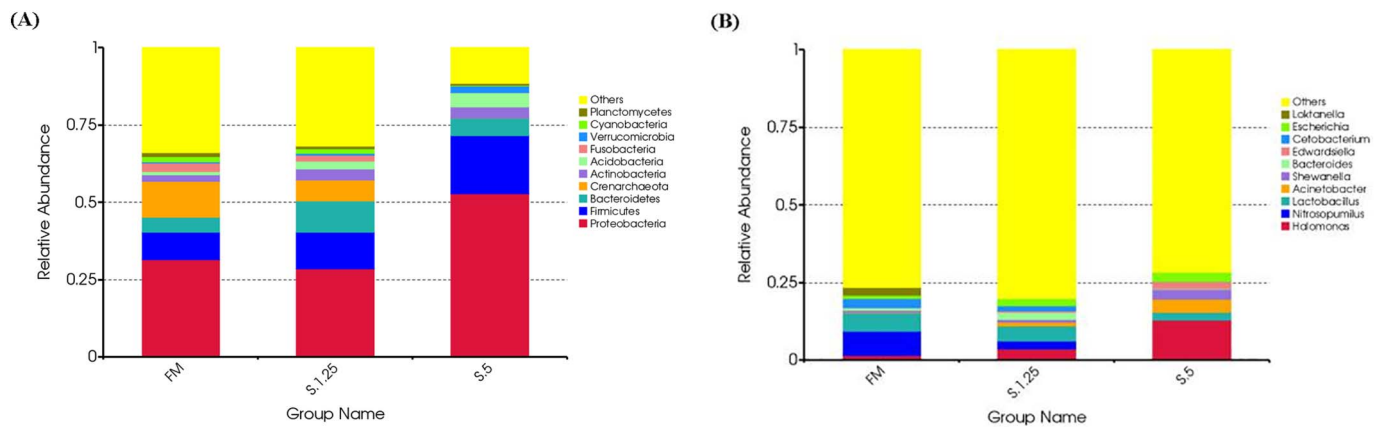 (A)
1
0.75
0.5
0.25
0
Relative Abundance
FM
S.1.25
S.5
Group Name
Others
Planctomycetes
Cyanobacteria
Verrucomicrobia
Fusobacteria
Acidobacteria
Actinobacteria
Crenarchaeota
Bacteroidetes
Firmicutes
Proteobacteria
(B)
1
0.75
0.5
0.25
0
Relative Abundance
FM
S.1.25
S.5
Group Name
Others
Loktanella
Escherichia
Cetobacterium
Edwardsiella
Bacteroides
Shewanella
Acinetobacter
Lactobacillus
Nitrosopumilus
Halomonas